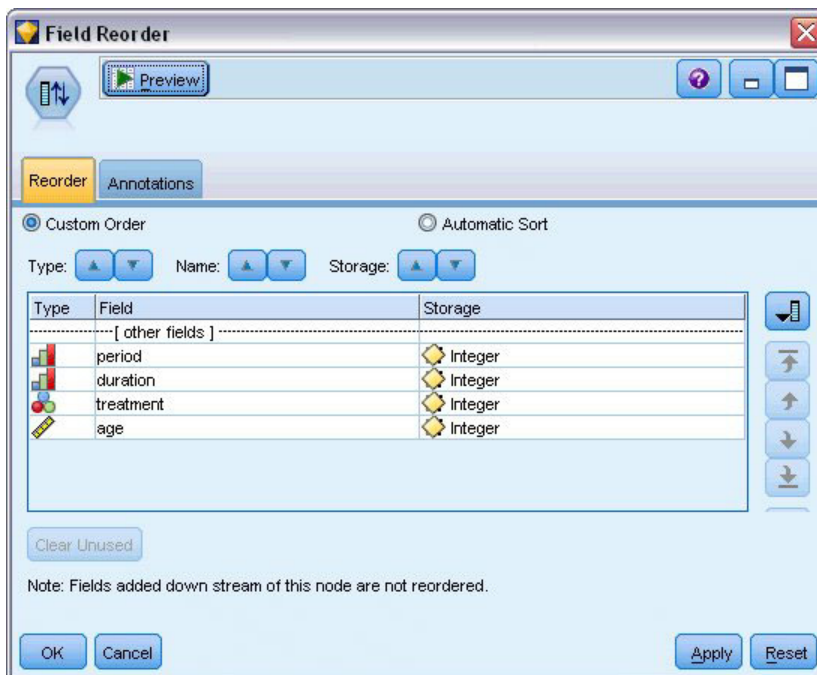 Field Reorder
Preview
Reorder Annotations
Custom Order Automatic Sort
Type: Name: Storage:
Type Field Storage
[ other fields ]
period Integer
duration Integer
treatment Integer
age Integer
Clear Unused
Note: Fields added down stream of this node are not reordered.
OK Cancel Apply Reset